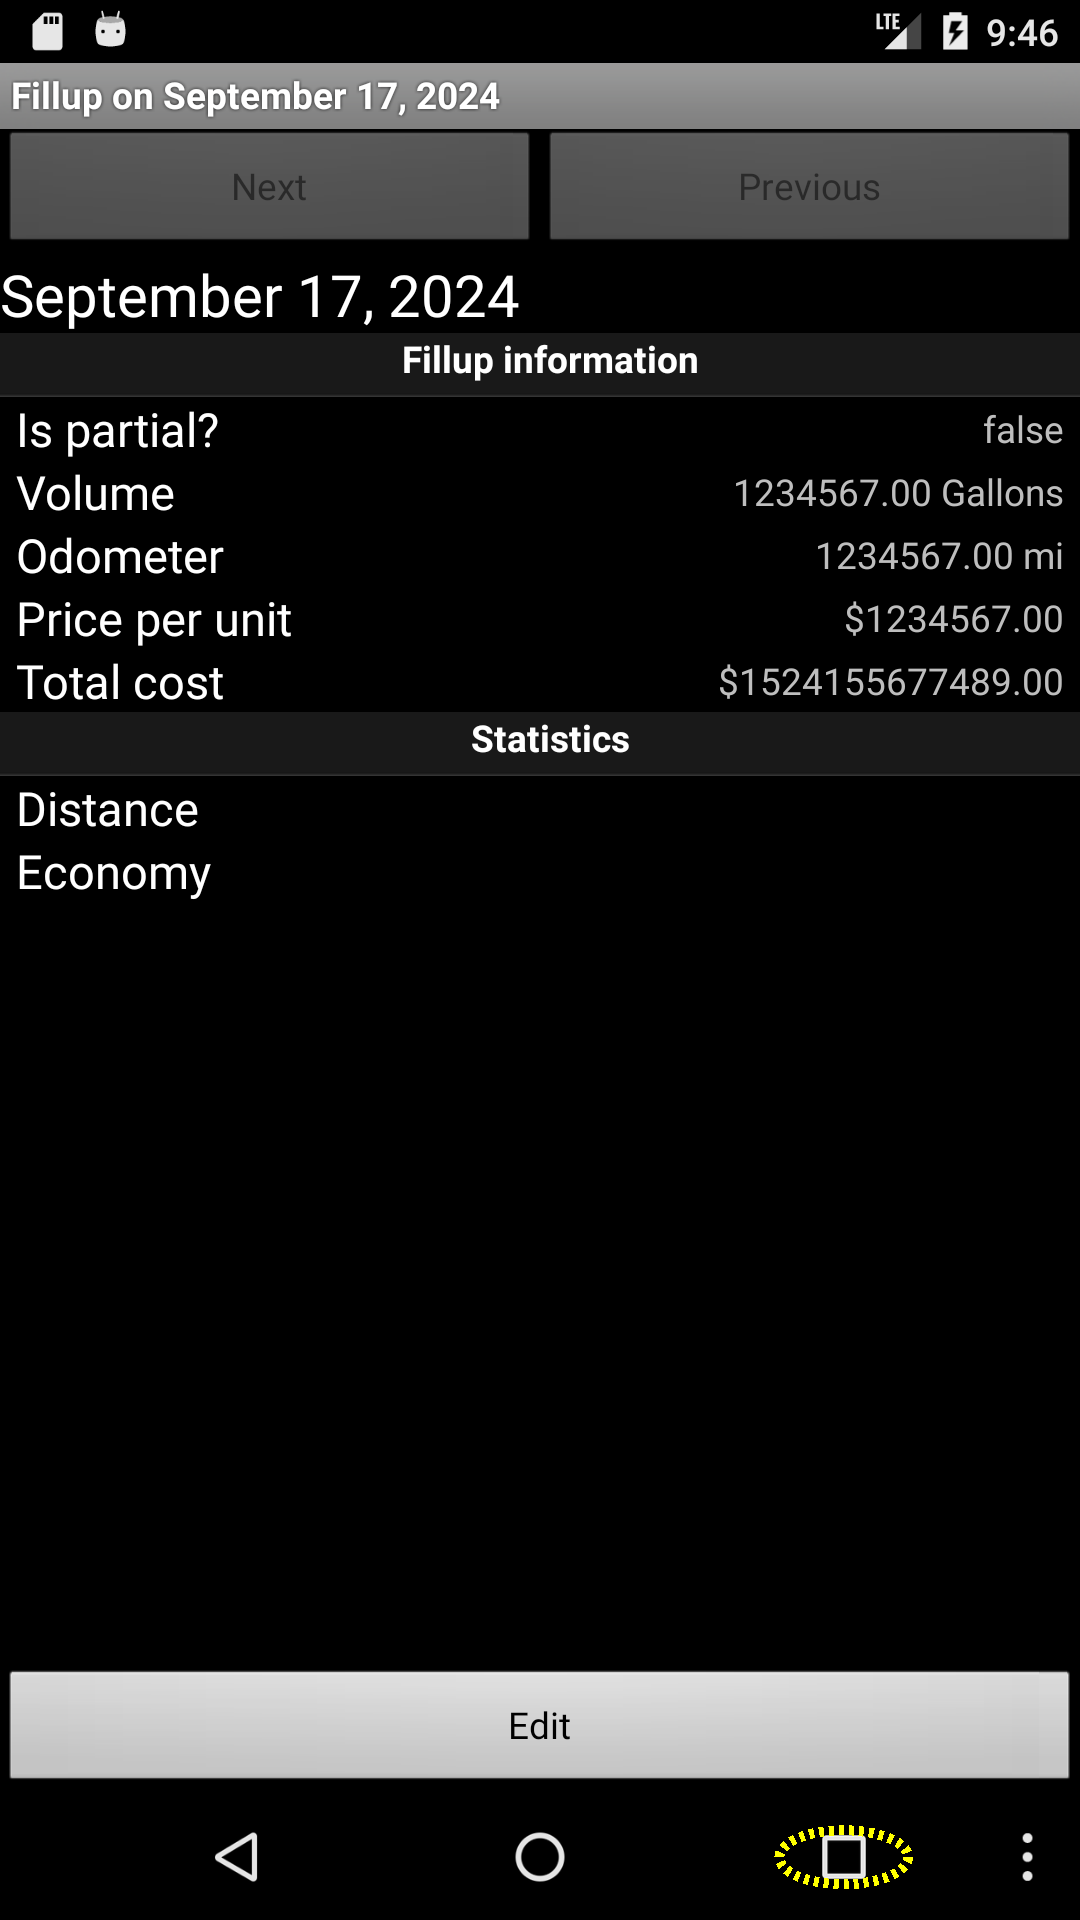 LTE 9:46
Fillup on September 17, 2024
Next Previous
September 17, 2024
Fillup information
Is partial? false
Volume 1234567.00 Gallons
Odometer 1234567.00 mi
Price per unit $1234567.00
Total cost $1524155677489.00
Statistics
Distance
Economy
Edit